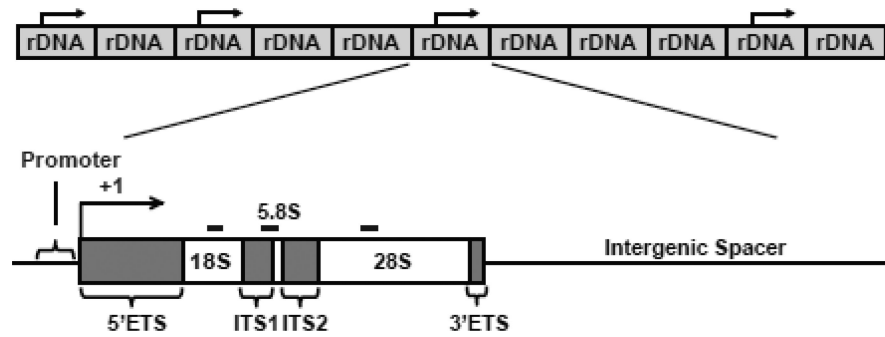 rDNA rDNA rDNA rDNA rDNA rDNA rDNA rDNA rDNA rDNA rDNA
Promoter
+1
5.8S
18S 28S Intergenic Spacer
5'ETS ITS1 ITS2 3'ETS